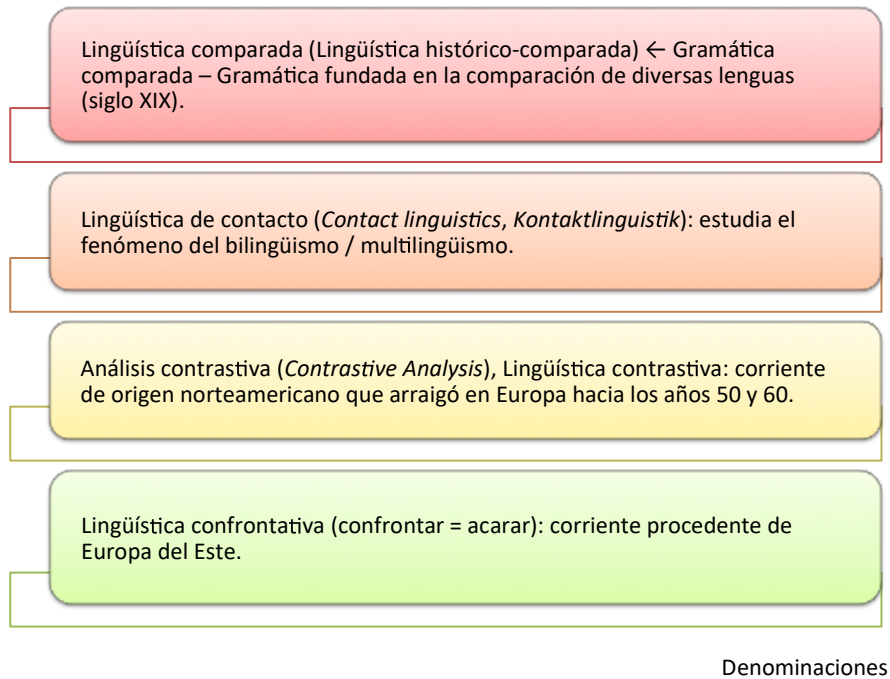 Lingüística comparada (Lingüística histórico-comparada) ← Gramática
comparada – Gramática fundada en la comparación de diversas lenguas
(siglo XIX).
Lingüística de contacto (Contact linguistics, Kontaktlinguistik): estudia el
fenómeno del bilingüismo / multilingüismo.
Análisis contrastiva (Contrastive Analysis), Lingüística contrastiva: corriente
de origen norteamericano que arraigó en Europa hacia los años 50 y 60.
Lingüística confrontativa (confrontar = acarar): corriente procedente de
Europa del Este.
Denominaciones